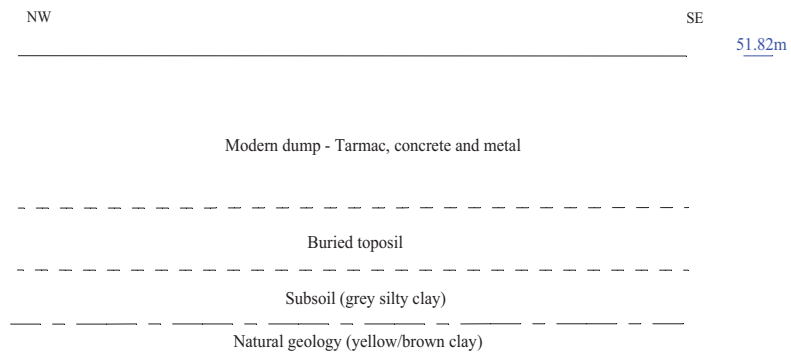 NW
SE
51.82m
Modern dump - Tarmac, concrete and metal
Buried toposil
Subsoil (grey silty clay)
Natural geology (yellow/brown clay)